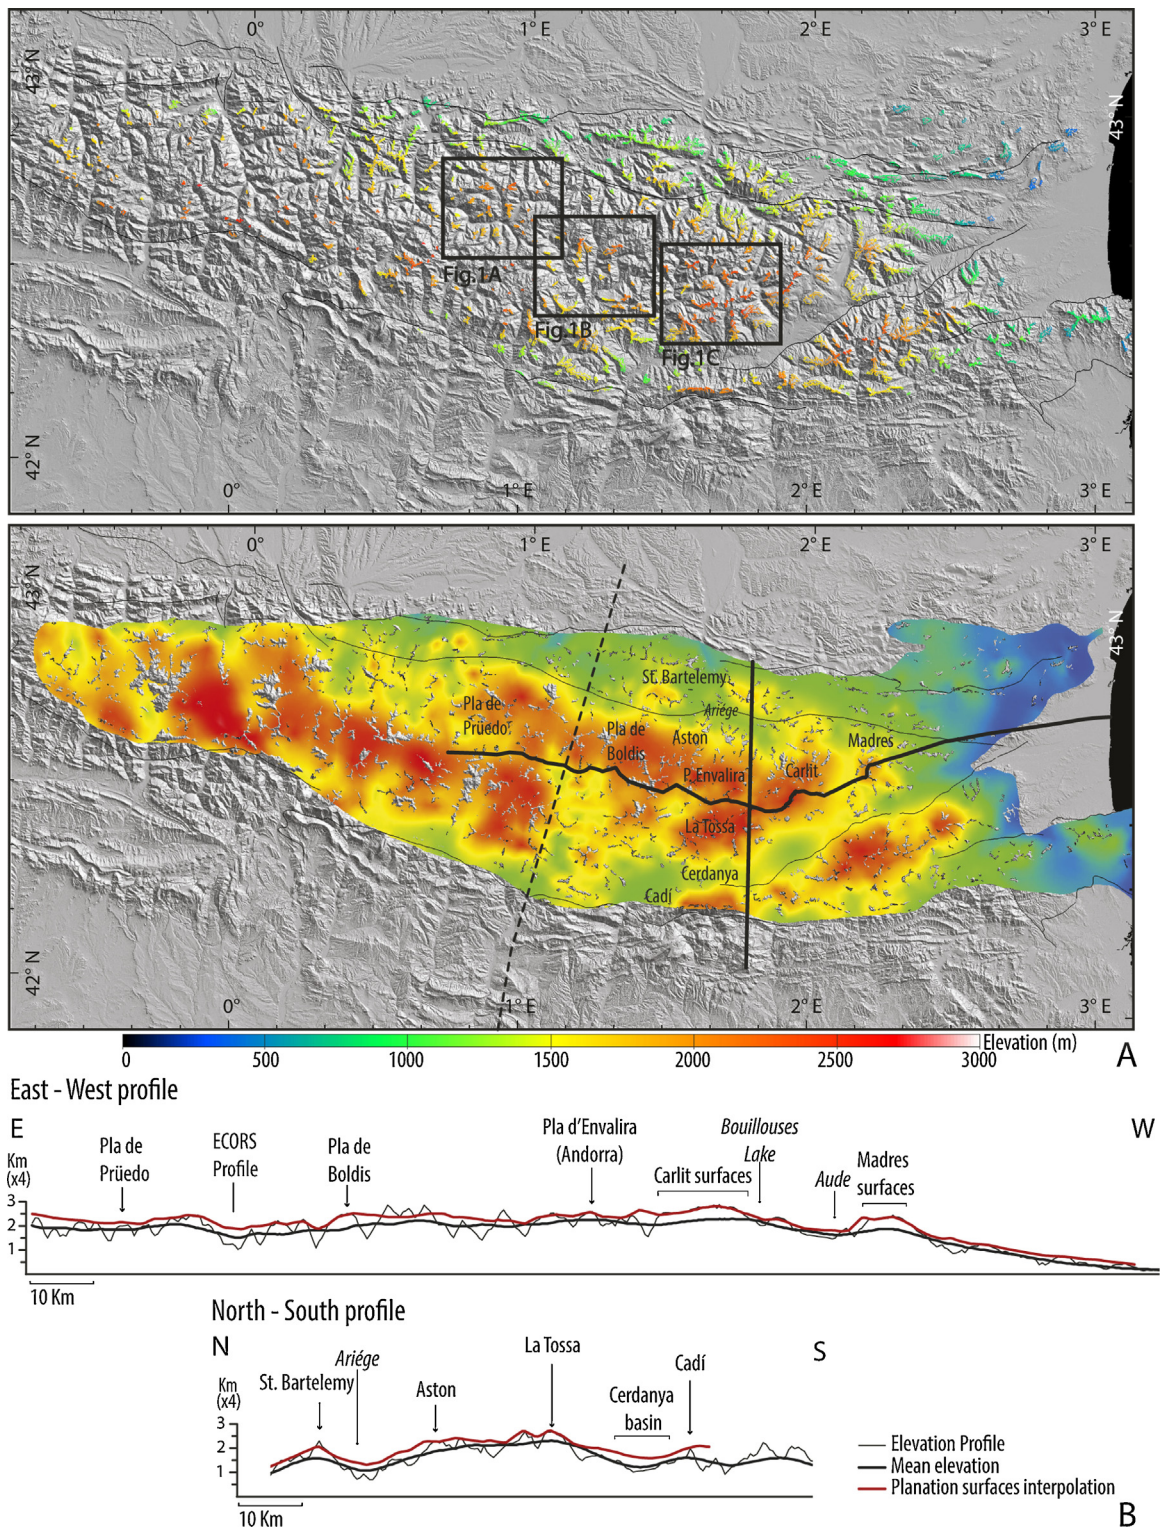 0° 1° E 2° E 3° E
43° N
43° N
Fig.1A
Fig.1B
Fig.1C
42° N
0° 1° E 2° E 3° E
0° 1° E 2° E 3° E
43° N
43° N
St. Bartelemy
Ariége
Pla de
Prüedo
Pla de
Boldis
Aston
Madres
P. Envalira
Carlit
La Tossa
Cerdanya
Cadí
42° N
0° 1° E 2° E 3° E
0 500 1000 1500 2000 2500 3000
Elevation (m)
A
East - West profile
E
W
Km
(x4)
Pla de
Prüedo
ECORS
Profile
Pla de
Boldis
Pla d’Envalira
(Andorra)
Carlit surfaces
Bouillouses
Lake
Aude
Madres
surfaces
3
2
1
10 Km
North - South profile
N
S
Km
(x4)
St. Bartelemy
Ariége
Aston
La Tossa
Cerdanya
basin
Cadí
3
2
1
10 Km
Elevation Profile
Mean elevation
Planation surfaces interpolation
B